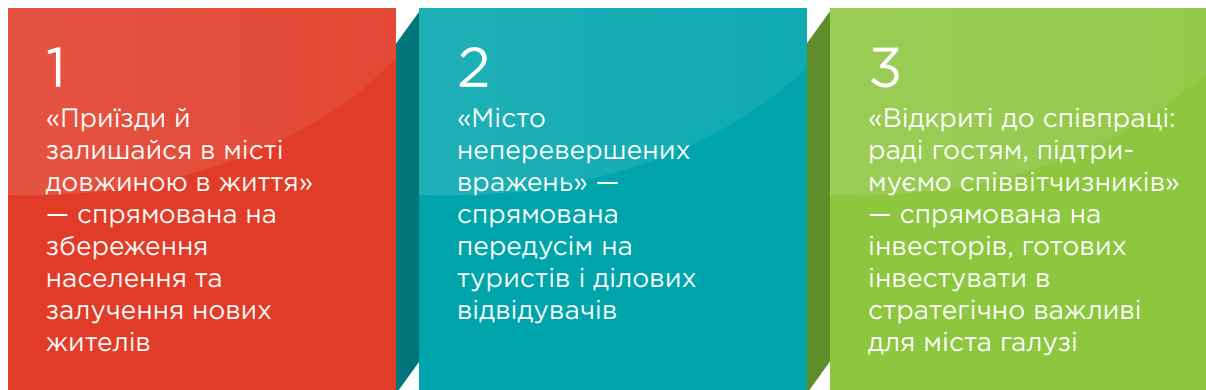 1
«Приїзди й
залишайся в місті
довжиною в життя»
— спрямована на
збереження
населення та
залучення нових
жителів
2
«Місто
неперевершених
вражень» —
спрямована
передусім на
туристів і ділових
відвідувачів
3
«Відкриті до співпраці:
раді гостям, підтри-
муємо співвітчизників»
— спрямована на
інвесторів, готових
інвестувати в
стратегічно важливі
для міста галузі